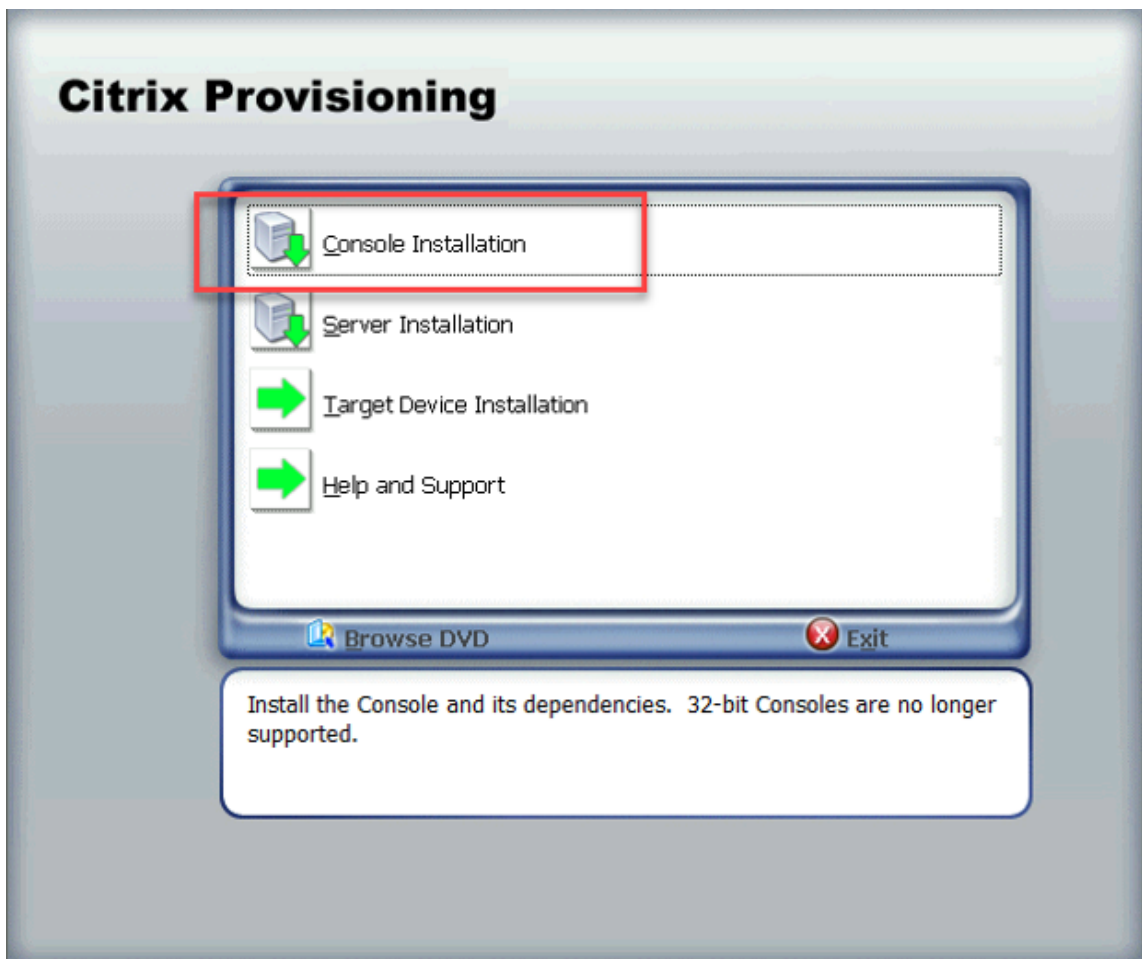 Citrix Provisioning
Console Installation
Server Installation
Target Device Installation
Help and Support
Browse DVD
Exit
Install the Console and its dependencies.  32-bit Consoles are no longer
supported.